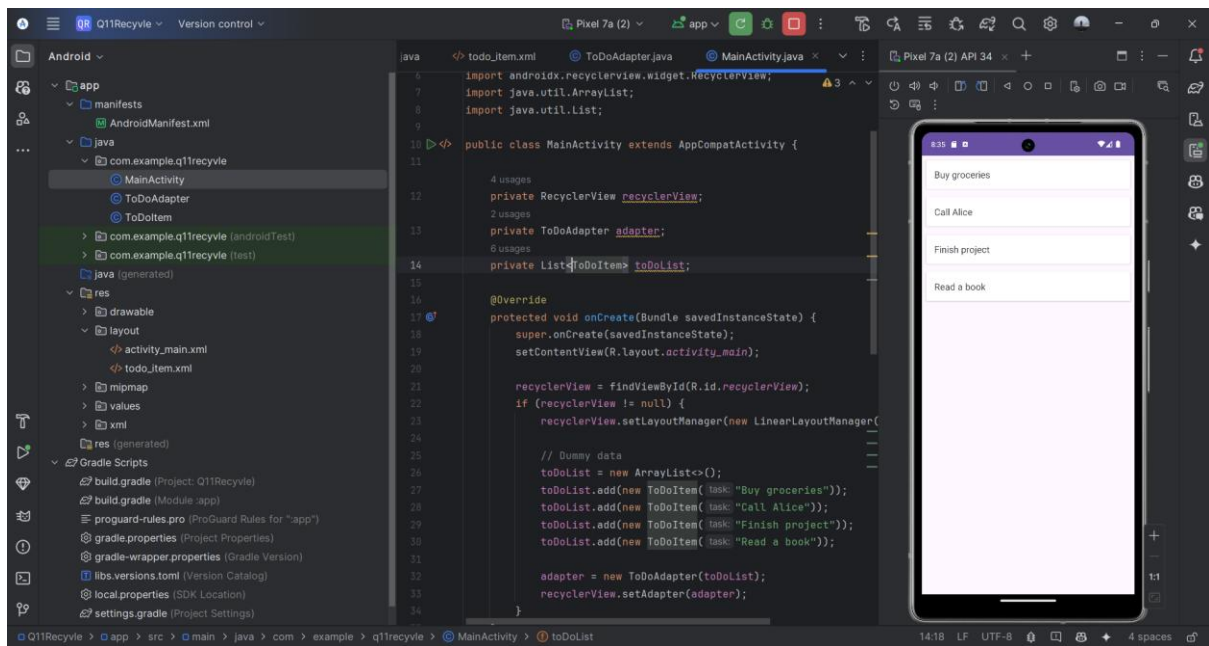 QR Q11Recyvle Version control Pixel 7a (2) app
Android
app
manifests
AndroidManifest.xml
java
com.example.q11recyvle
MainActivity
ToDoAdapter
ToDoItem
com.example.q11recyvle (androidTest)
com.example.q11recyvle (test)
java (generated)
res
drawable
layout
activity_main.xml
todo_item.xml
mipmap
values
xml
res (generated)
Gradle Scripts
build.gradle (Project: Q11Recyvle)
build.gradle (Module :app)
proguard-rules.pro (ProGuard Rules for ":app")
gradle.properties (Project Properties)
gradle-wrapper.properties (Gradle Version)
libs.versions.toml (Version Catalog)
local.properties (SDK Location)
settings.gradle (Project Settings)
java todo_item.xml ToDoAdapter.java MainActivity.java
3
6 import androidx.recyclerview.widget.RecyclerView;
7 import java.util.ArrayList;
8 import java.util.List;
9
10 public class MainActivity extends AppCompatActivity {
11
4 usages
12 private RecyclerView recyclerView;
2 usages
13 private ToDoAdapter adapter;
6 usages
14 private List<ToDoItem> toDoList;
15
16 @Override
17 protected void onCreate(Bundle savedInstanceState) {
18 super.onCreate(savedInstanceState);
19 setContentView(R.layout.activity_main);
20
21 recyclerView = findViewById(R.id.recyclerView);
22 if (recyclerView != null) {
23 recyclerView.setLayoutManager(new LinearLayoutManager(
24
25 // Dummy data
26 toDoList = new ArrayList<>();
27 toDoList.add(new ToDoItem( task: "Buy groceries"));
28 toDoList.add(new ToDoItem( task: "Call Alice"));
29 toDoList.add(new ToDoItem( task: "Finish project"));
30 toDoList.add(new ToDoItem( task: "Read a book"));
31
32 adapter = new ToDoAdapter(toDoList);
33 recyclerView.setAdapter(adapter);
34 }
Pixel 7a (2) API 34
8:35
Buy groceries
Call Alice
Finish project
Read a book
1:1
Q11Recyvle > app > src > main > java > com > example > q11recyvle > MainActivity > toDoList
14:18 LF UTF-8 4 spaces